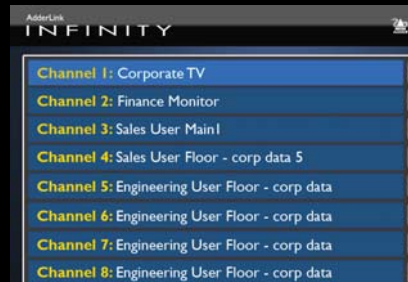 AdderLink
INFINITY
Channel 1: Corporate TV
Channel 2: Finance Monitor
Channel 3: Sales User Main1
Channel 4: Sales User Floor - corp data 5
Channel 5: Engineering User Floor - corp data
Channel 6: Engineering User Floor - corp data
Channel 7: Engineering User Floor - corp data
Channel 8: Engineering User Floor - corp data